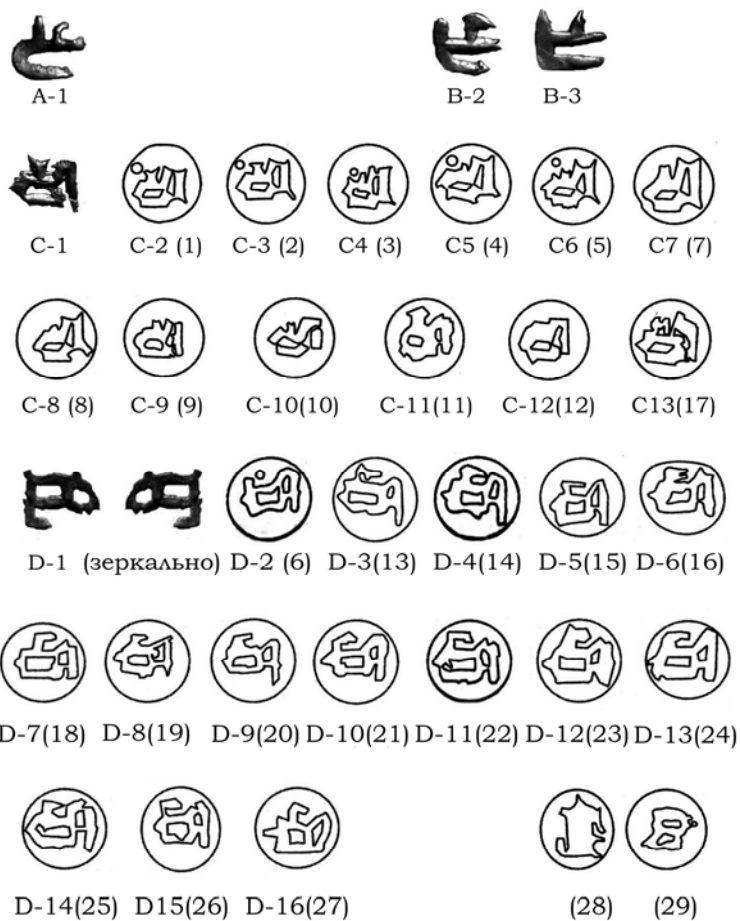 A-1 B-2 B-3
C-1 C-2 (1) C-3 (2) C4 (3) C5 (4) C6 (5) C7 (7)
C-8 (8) C-9 (9) C-10(10) C-11(11) C-12(12) C13(17)
D-1 (зеркально) D-2 (6) D-3(13) D-4(14) D-5(15) D-6(16)
D-7(18) D-8(19) D-9(20) D-10(21) D-11(22) D-12(23) D-13(24)
D-14(25) D15(26) D-16(27) (28) (29)